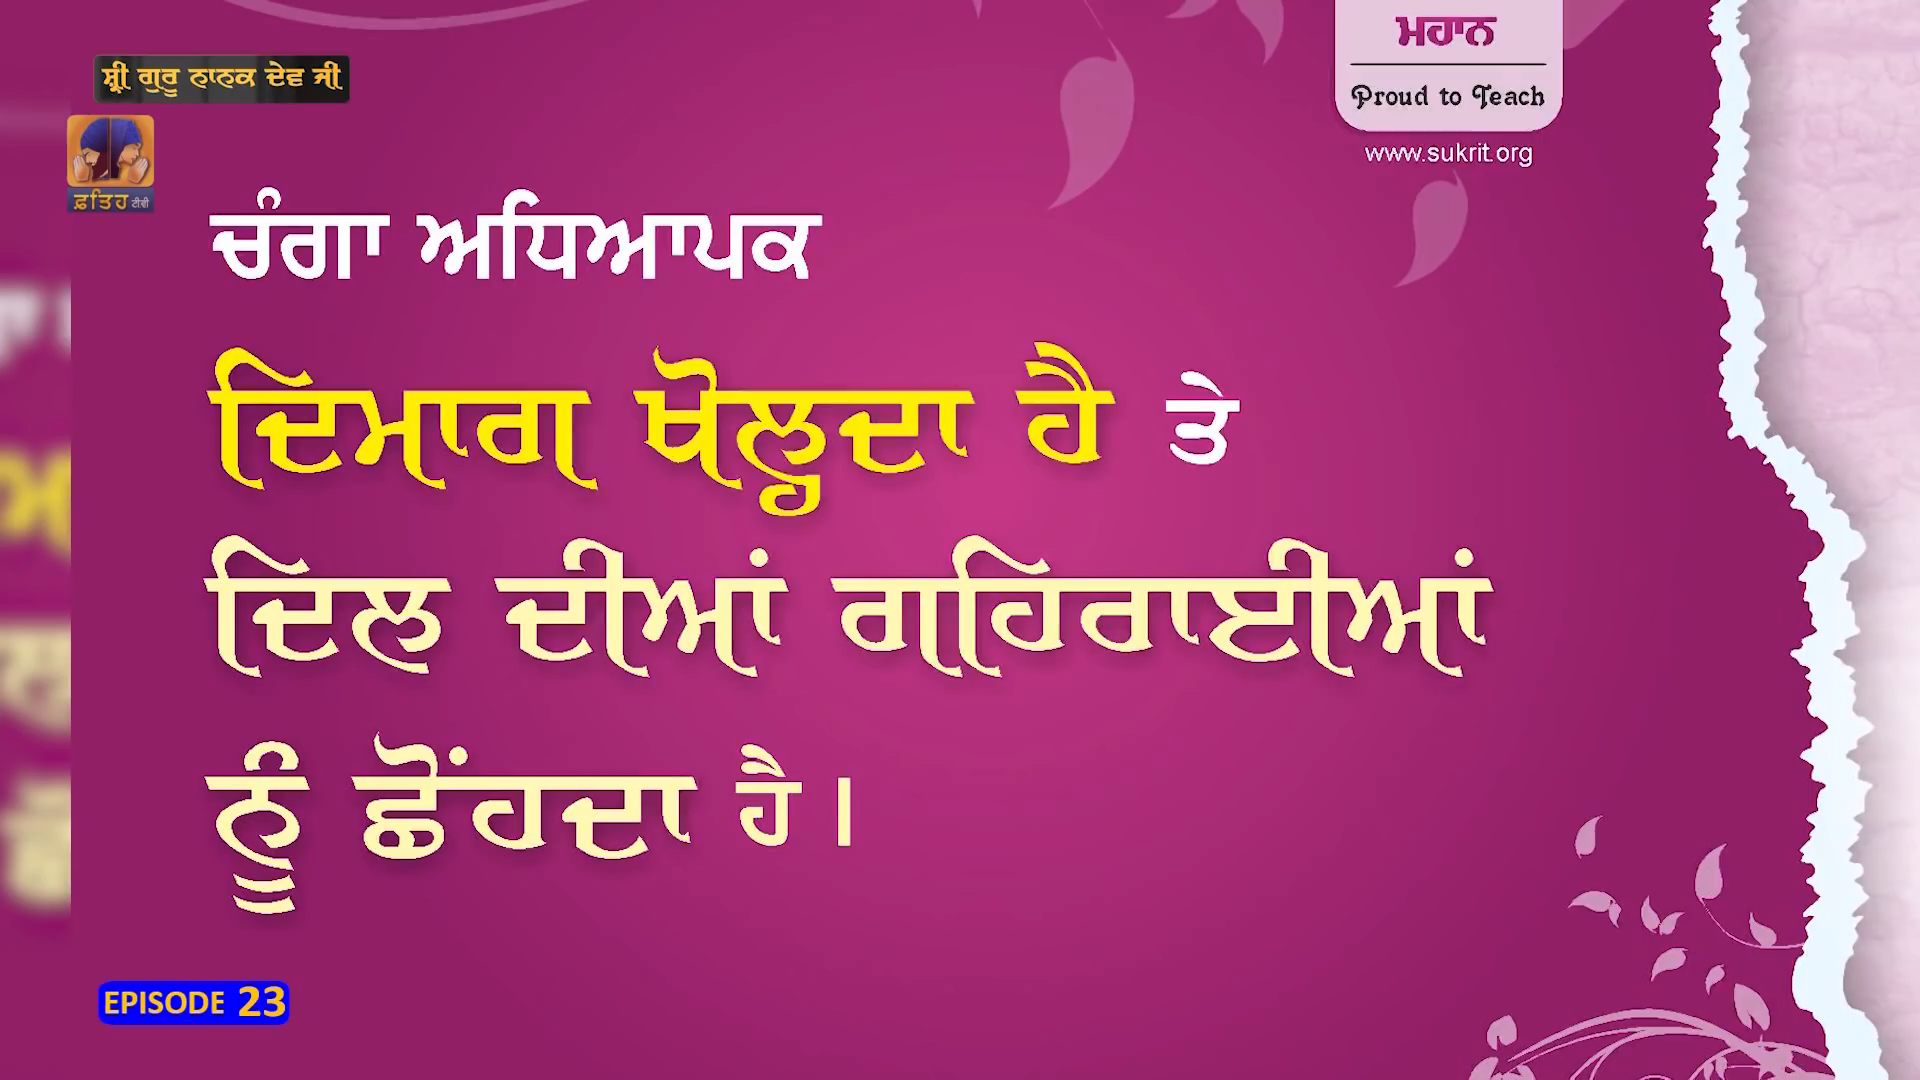 ਸ਼੍ਰੀ ਗੁਰੂ ਨਾਨਕ ਦੇਵ ਜੀ
ਫ਼ਤਿਹ ਟੀਵੀ
ਮਹਾਨ
Proud to Teach
www.sukrit.org
ਚੰਗਾ ਅਧਿਆਪਕ
ਦਿਮਾਗ ਖੋਲ੍ਹਦਾ ਹੈ ਤੇ
ਦਿਲ ਦੀਆਂ ਗਹਿਰਾਈਆਂ
ਨੂੰ ਛੋਂਹਦਾ ਹੈ।
EPISODE 23